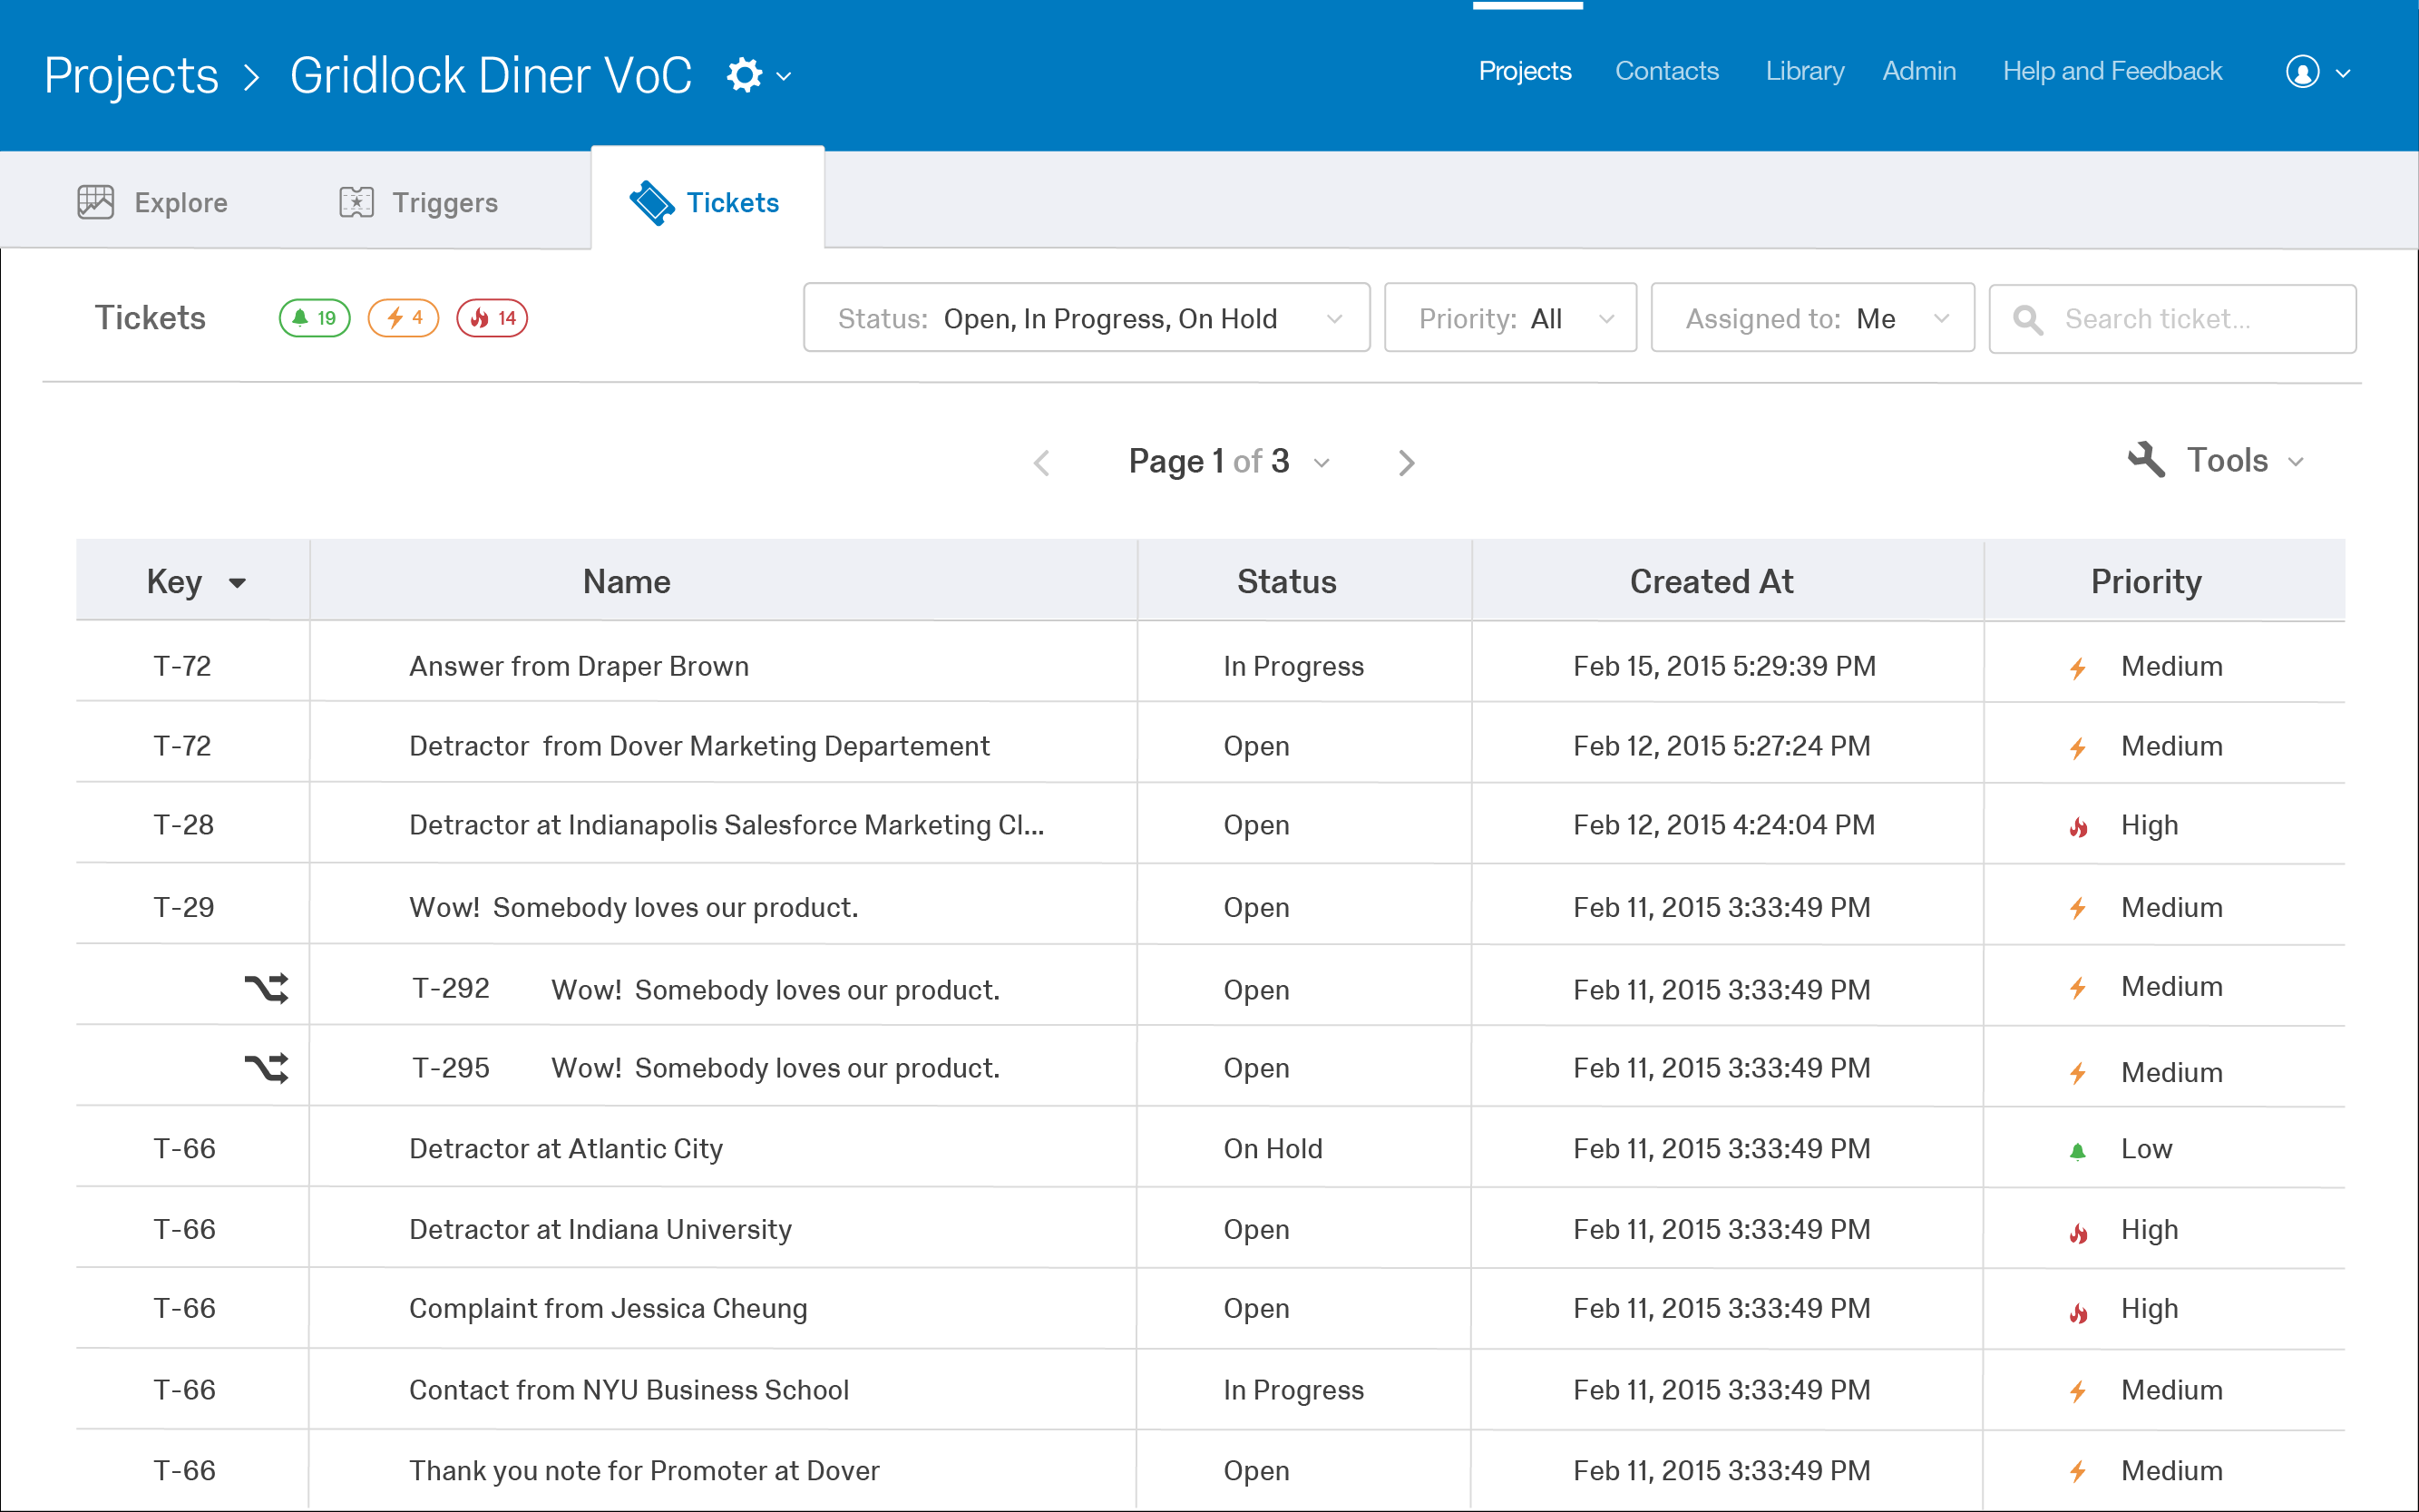 Projects > Gridlock Diner VoC
Projects Contacts Library Admin Help and Feedback
Explore Triggers Tickets
Tickets 19 4 14 Status: Open, In Progress, On Hold Priority: All Assigned to: Me Search ticket...
Page 1 of 3 Tools
Key Name Status Created At Priority
T-72 Answer from Draper Brown In Progress Feb 15, 2015 5:29:39 PM Medium
T-72 Detractor from Dover Marketing Departement Open Feb 12, 2015 5:27:24 PM Medium
T-28 Detractor at Indianapolis Salesforce Marketing Cl... Open Feb 12, 2015 4:24:04 PM High
T-29 Wow! Somebody loves our product. Open Feb 11, 2015 3:33:49 PM Medium
T-292 Wow! Somebody loves our product. Open Feb 11, 2015 3:33:49 PM Medium
T-295 Wow! Somebody loves our product. Open Feb 11, 2015 3:33:49 PM Medium
T-66 Detractor at Atlantic City On Hold Feb 11, 2015 3:33:49 PM Low
T-66 Detractor at Indiana University Open Feb 11, 2015 3:33:49 PM High
T-66 Complaint from Jessica Cheung Open Feb 11, 2015 3:33:49 PM High
T-66 Contact from NYU Business School In Progress Feb 11, 2015 3:33:49 PM Medium
T-66 Thank you note for Promoter at Dover Open Feb 11, 2015 3:33:49 PM Medium